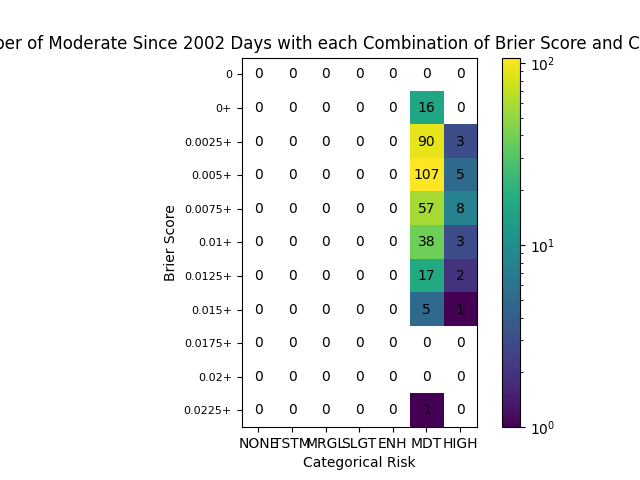 of Moderate Since 2002 Days with each Combination of Brier Score and
0 0 0 0 0 0 0 0
0+ 0 0 0 0 0 16 0
0.0025+ 0 0 0 0 0 90 3
0.005+ 0 0 0 0 0 107 5
0.0075+ 0 0 0 0 0 57 8
0.01+ 0 0 0 0 0 38 3
0.0125+ 0 0 0 0 0 17 2
0.015+ 0 0 0 0 0 5 1
0.0175+ 0 0 0 0 0 0 0
0.02+ 0 0 0 0 0 0 0
0.0225+ 0 0 0 0 0 1 0
NONE TSTM MRGL SLGT ENH MDT HIGH
Categorical Risk
Brier Score
10²
10¹
10⁰